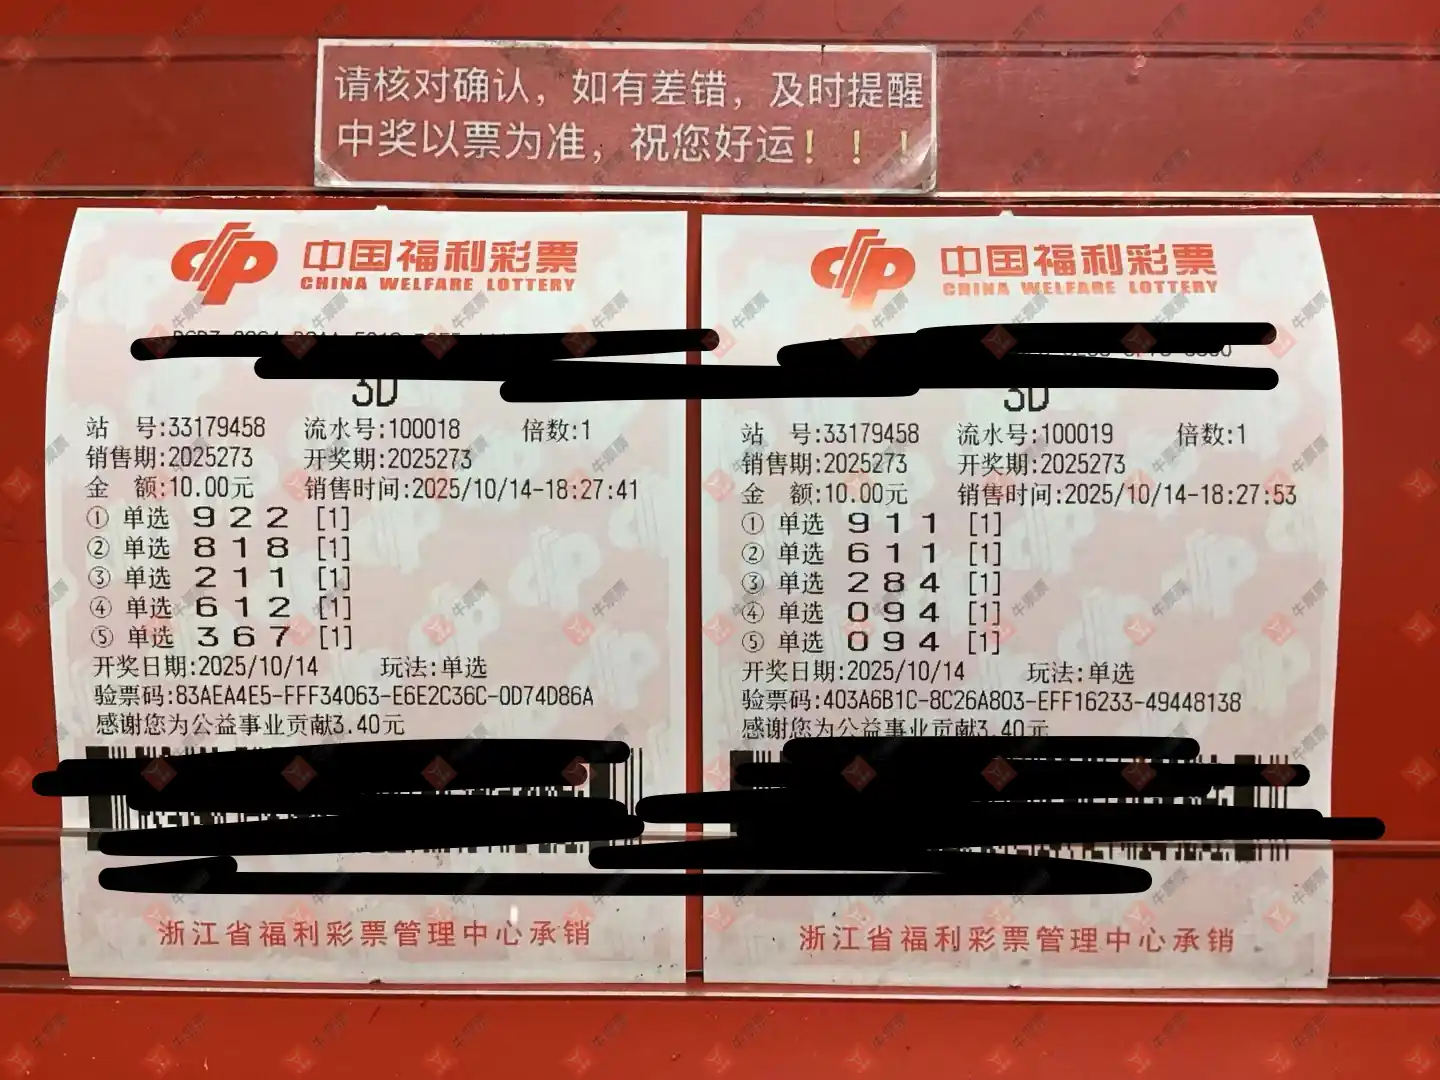 请核对确认，如有差错，及时提醒
中奖以票为准，祝您好运！！！
中国福利彩票
CHINA WELFARE LOTTERY
3D
站 号:33179458 流水号:100018 倍数:1
销售期:2025273 开奖期:2025273
金 额:10.00元 销售时间:2025/10/14-18:27:41
① 单选 9 2 2 [1]
② 单选 8 1 8 [1]
③ 单选 2 1 1 [1]
④ 单选 6 1 2 [1]
⑤ 单选 3 6 7 [1]
开奖日期:2025/10/14 玩法:单选
验票码:83AEA4E5-FFF34063-E6E2C36C-0D74D86A
感谢您为公益事业贡献3.40元
浙江省福利彩票管理中心承销
中国福利彩票
CHINA WELFARE LOTTERY
3D
站 号:33179458 流水号:100019 倍数:1
销售期:2025273 开奖期:2025273
金 额:10.00元 销售时间:2025/10/14-18:27:53
① 单选 9 1 1 [1]
② 单选 6 1 1 [1]
③ 单选 2 8 4 [1]
④ 单选 0 9 4 [1]
⑤ 单选 0 9 4 [1]
开奖日期:2025/10/14 玩法:单选
验票码:403A6B1C-8C26A803-EFF16233-49448138
感谢您为公益事业贡献3.40元
浙江省福利彩票管理中心承销
牛票票